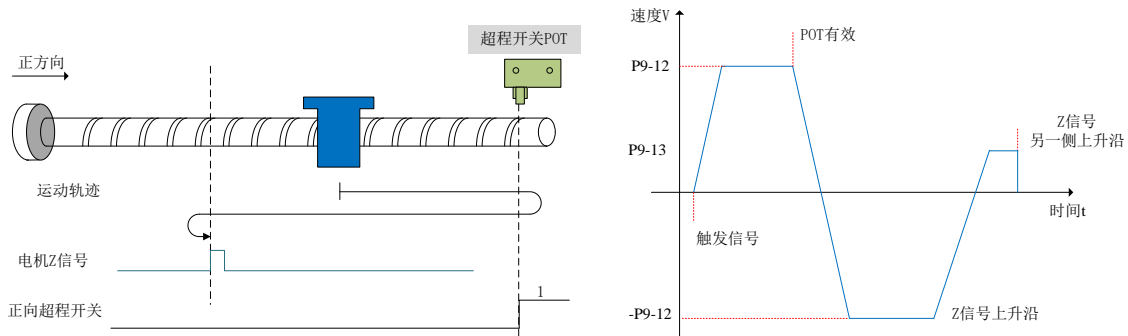 超程开关POT
正方向
运动轨迹
电机Z信号
正向超程开关
1
速度V
POT有效
P9-12
Z信号
另一侧上升沿
P9-13
时间t
触发信号
-P9-12
Z信号上升沿